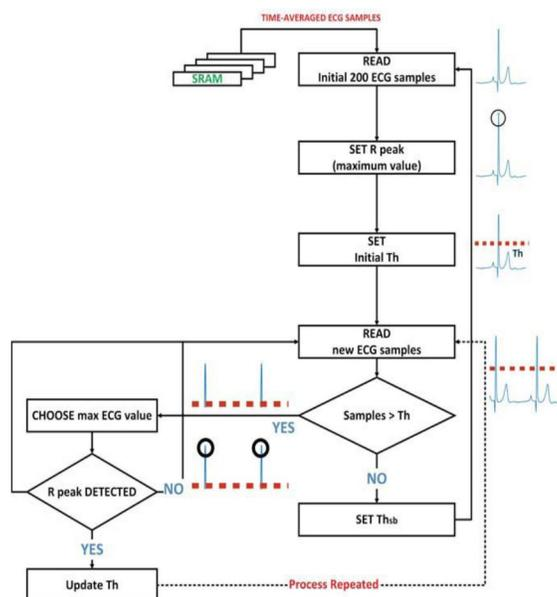 TIME-AVERAGED ECG SAMPLES
SRAM
READ
Initial 200 ECG samples
SET R peak
(maximum value)
SET
Initial Th
Th
READ
new ECG samples
Samples > Th
YES
NO
CHOOSE max ECG value
R peak DETECTED
NO
YES
SET Thsb
Update Th
Process Repeated